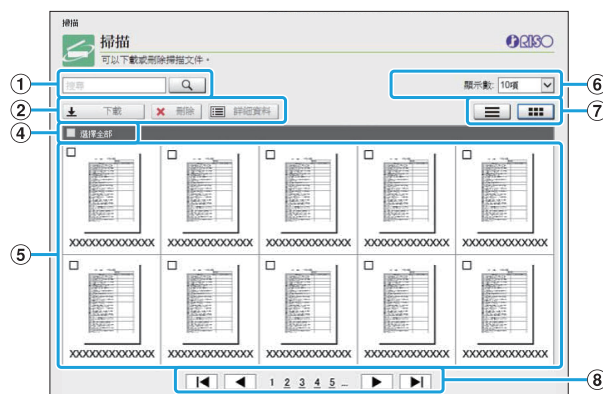 掃描
掃描
可以下載或刪除掃描文件。
RISO
① 搜尋
顯示數: 10項 ⑥
② 下載 刪除 詳細資料
⑦
④ 選擇全部
⑤
XXXXXXXXXXXXX XXXXXXXXXXXXX XXXXXXXXXXXXX XXXXXXXXXXXXX XXXXXXXXXXXXX
XXXXXXXXXXXXX XXXXXXXXXXXXX XXXXXXXXXXXXX XXXXXXXXXXXXX XXXXXXXXXXXXX
1 2 3 4 5 ... ⑧